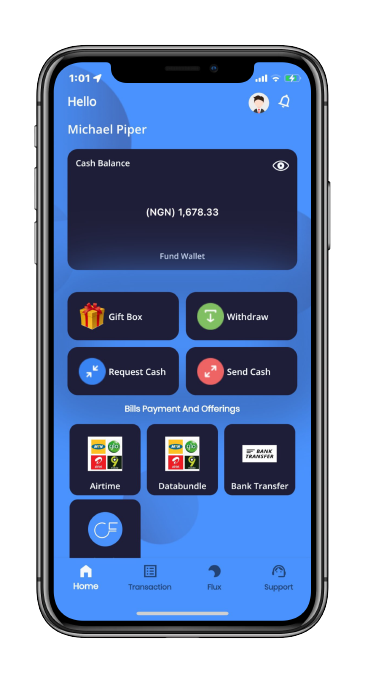 1:01
Hello
Michael Piper
Cash Balance
(NGN) 1,678.33
Fund Wallet
Gift Box
Withdraw
Request Cash
Send Cash
Bills Payment And Offerings
BANK
TRANSFER
Airtime
Databundle
Bank Transfer
Home
Transaction
Flux
Support